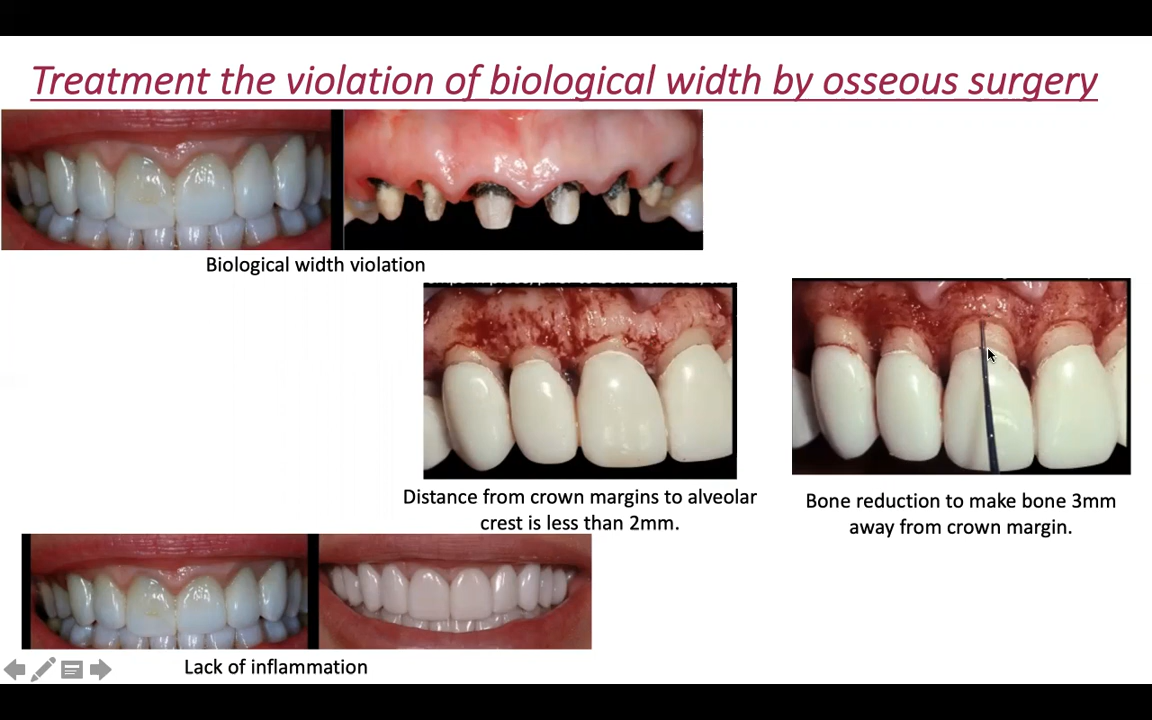 Treatment the violation of biological width by osseous surgery
Biological width violation
Distance from crown margins to alveolar
crest is less than 2mm.
Bone reduction to make bone 3mm
away from crown margin.
Lack of inflammation